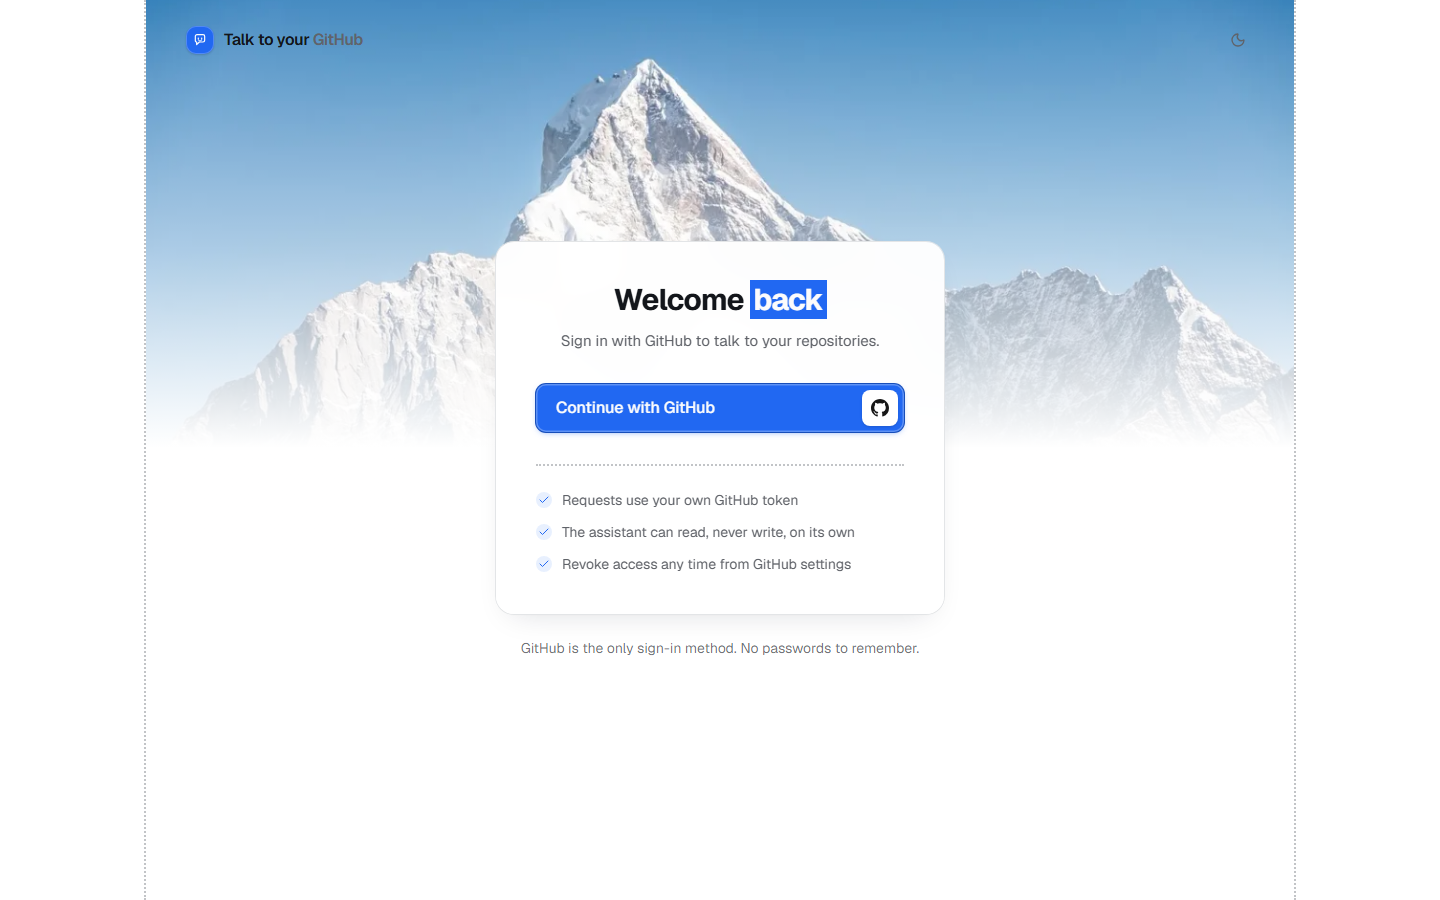 Talk to your GitHub
Welcome back
Sign in with GitHub to talk to your repositories.
Continue with GitHub
Requests use your own GitHub token
The assistant can read, never write, on its own
Revoke access any time from GitHub settings
GitHub is the only sign-in method. No passwords to remember.